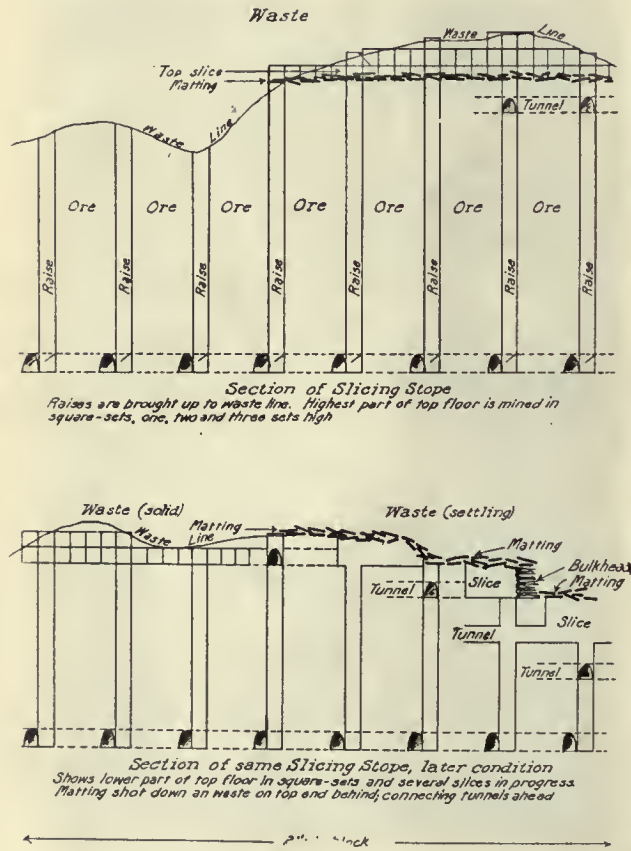 Waste
Waste Line
Top slice
Matting
Tunnel
Waste Line
Ore Ore Ore Ore Ore Ore Ore
Raise Raise Raise Raise Raise Raise Raise Raise
Section of Slicing Stope
Raises are brought up to waste line. Highest part of top floor is mined in
square-sets, one, two and three sets high
Waste (solid) Waste (settling)
Matting
Waste Line
Matting
Bulkhead
Matting
Tunnel Slice
Slice
Tunnel
Tunnel
Section of same Slicing Stope, later condition
Shows lower part of top floor in square-sets and several slices in progress
Matting shot down an waste on top and behind; connecting tunnels ahead